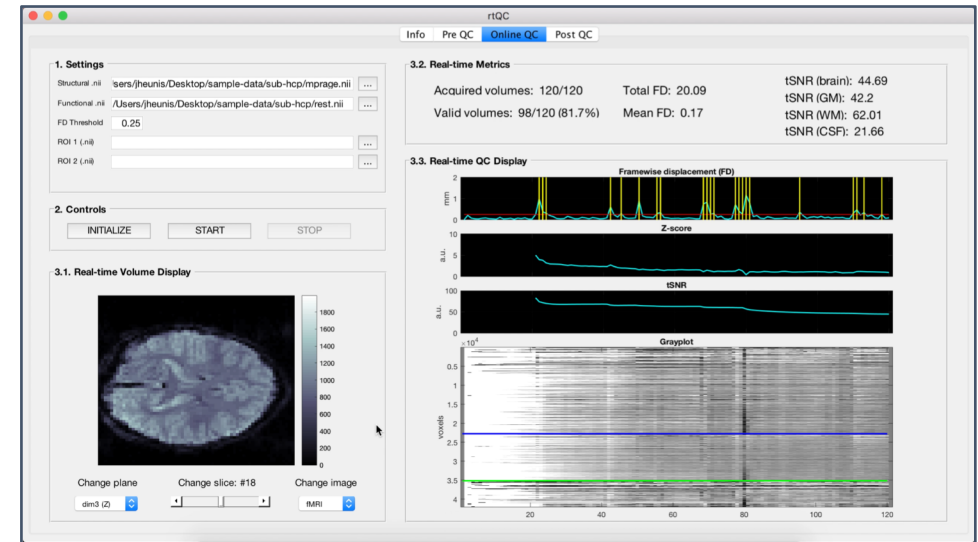 rtQC
Info Pre QC Online QC Post QC
1. Settings
Structural .nii 'sers/jheunis/Desktop/sample-data/sub-hcp/mprage.nii ...
Functional .nii /Users/jheunis/Desktop/sample-data/sub-hcp/rest.nii ...
FD Threshold 0.25
ROI 1 (.nii) ...
ROI 2 (.nii) ...
2. Controls
INITIALIZE START STOP
3.1. Real-time Volume Display
1800
1600
1400
1200
1000
800
600
400
200
0
Change plane Change slice: #18 Change image
dim3 (Z) fMRI
3.2. Real-time Metrics
Acquired volumes: 120/120 Total FD: 20.09 tSNR (brain): 44.69
Valid volumes: 98/120 (81.7%) Mean FD: 0.17 tSNR (GM): 42.2
tSNR (WM): 62.01
tSNR (CSF): 21.66
3.3. Real-time QC Display
Framewise displacement (FD)
mm
2
1
0
Z-score
a.u.
10
5
0
tSNR
a.u.
100
50
0
Grayplot
×10⁴
voxels
0.5
1
1.5
2
2.5
3
3.5
4
20 40 60 80 100 120